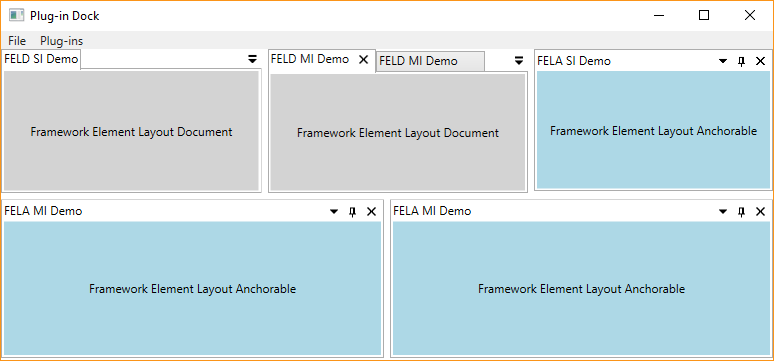 Plug-in Dock
File Plug-ins
FELD SI Demo
FELD MI Demo
FELD MI Demo
FELA SI Demo
Framework Element Layout Document
Framework Element Layout Document
Framework Element Layout Anchorable
FELA MI Demo
FELA MI Demo
Framework Element Layout Anchorable
Framework Element Layout Anchorable